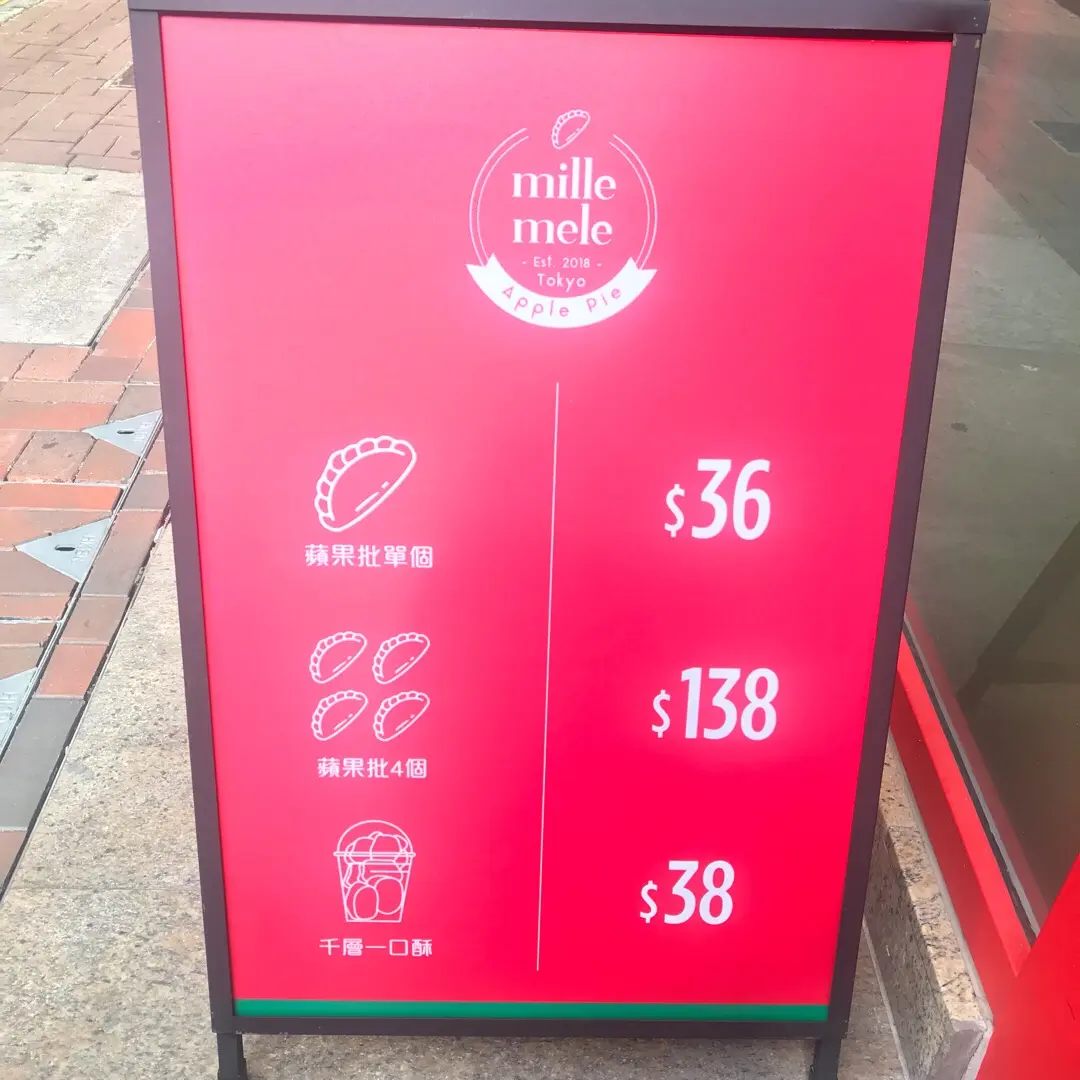 mille
mele
- Est. 2018 -
Tokyo
Apple Pie
蘋果批單個
$36
蘋果批4個
$138
千層一口酥
$38